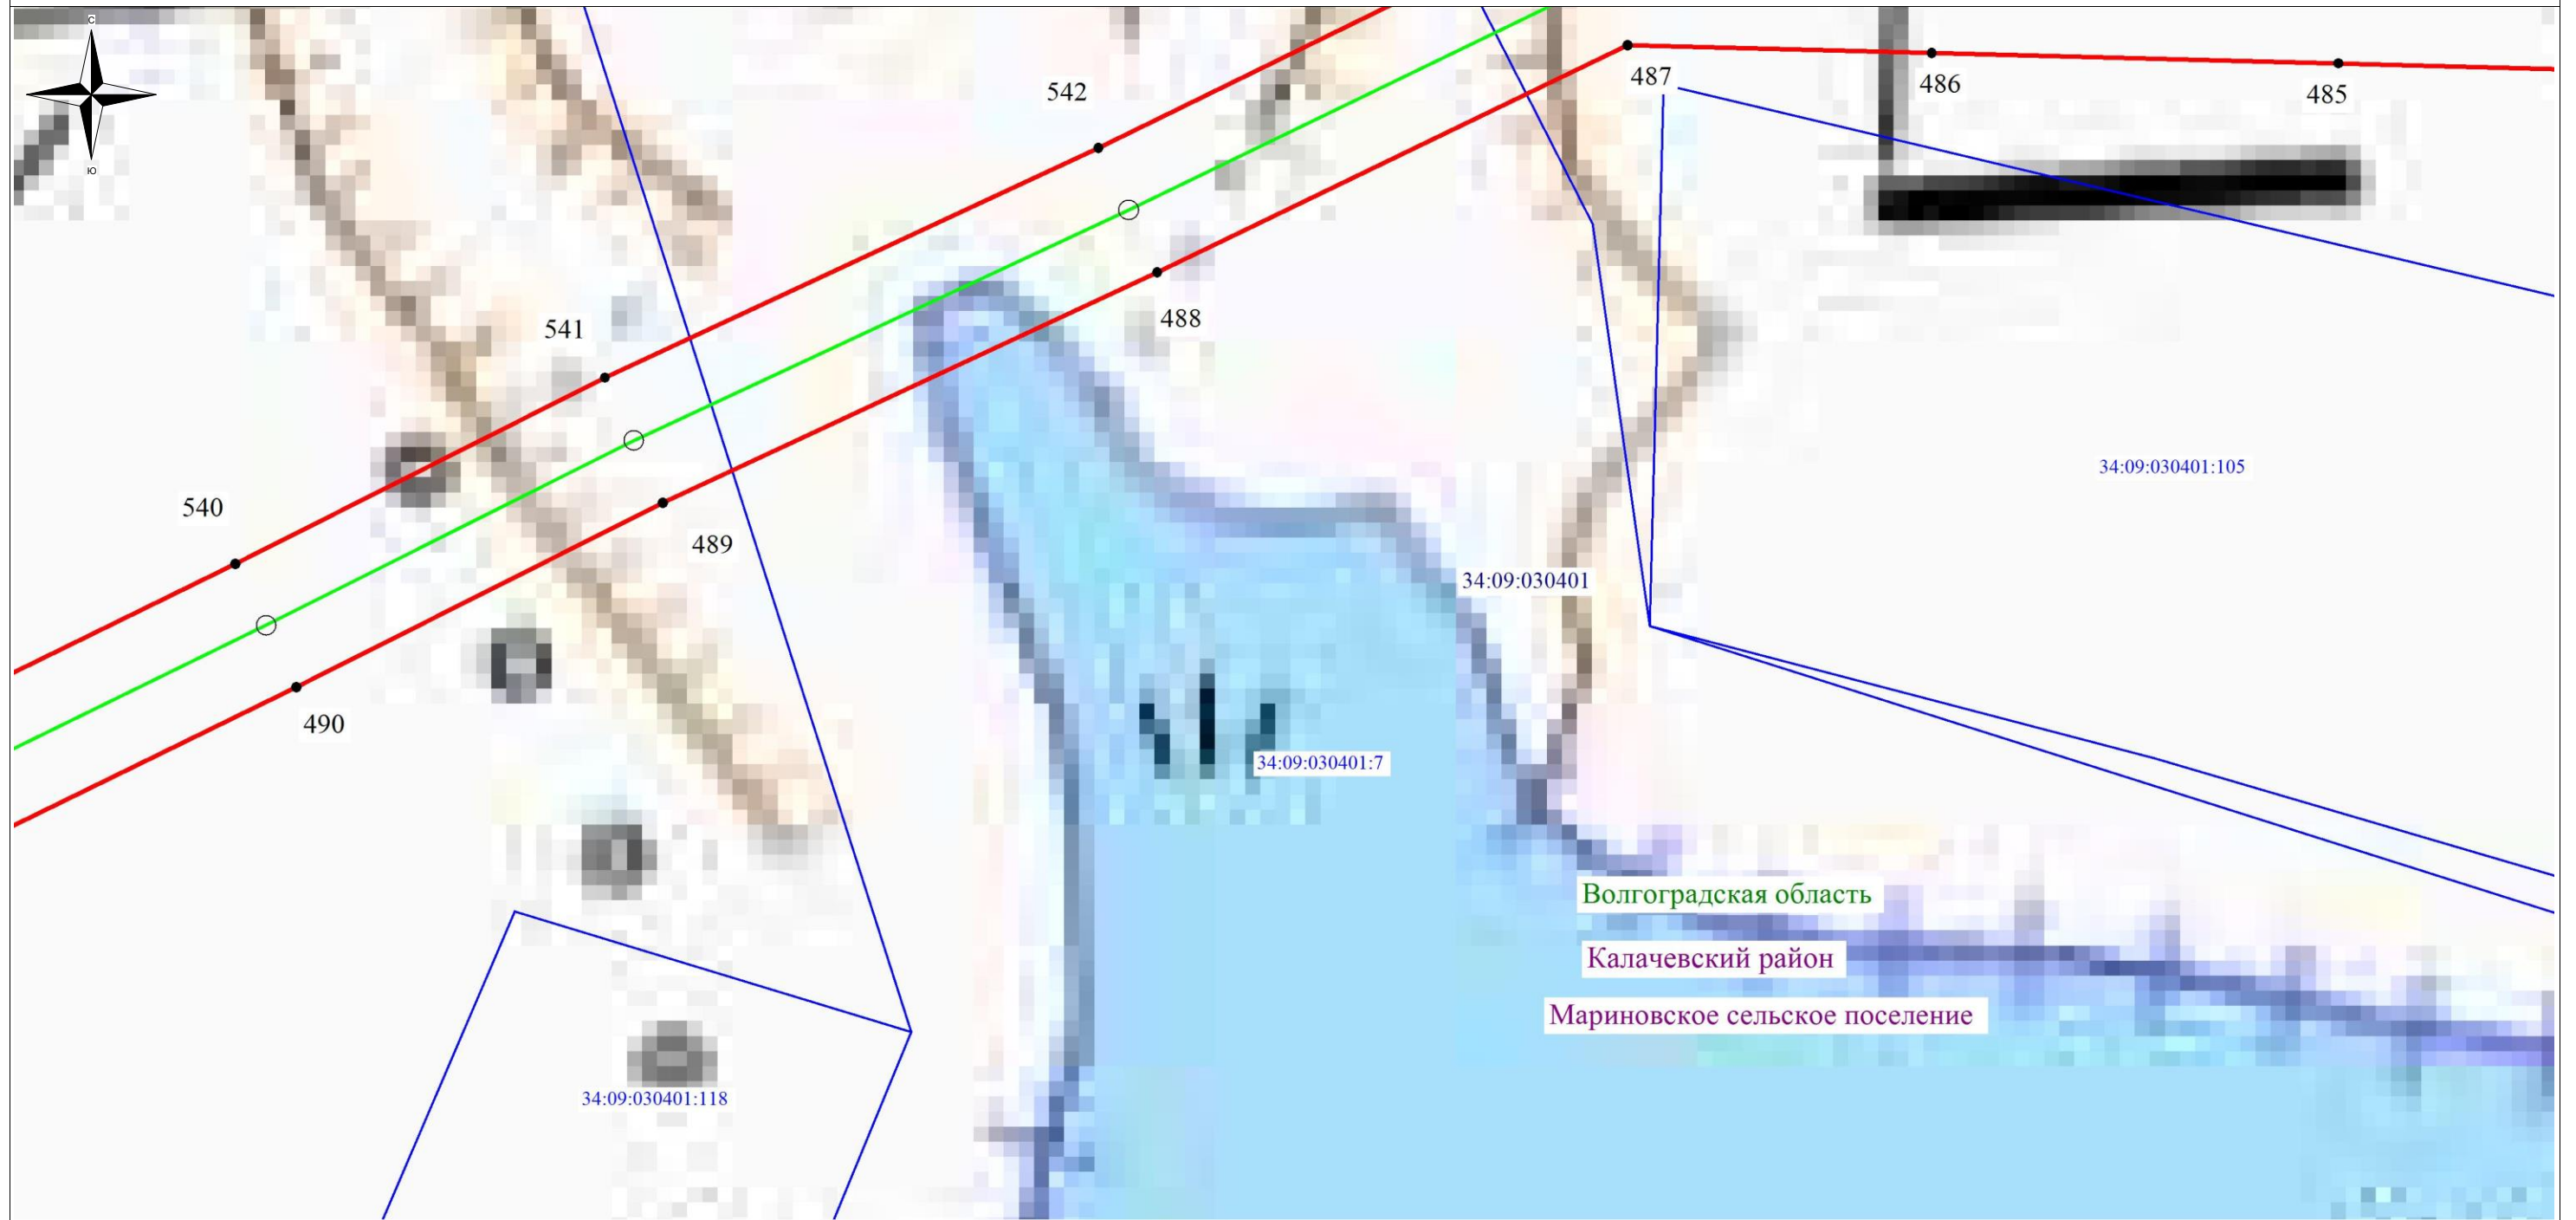 С
Ю
542
487
486
485
541
488
34:09:030401:105
540
489
34:09:030401
490
34:09:030401:7
Волгоградская область
Калачевский район
Мариновское сельское поселение
34:09:030401:118